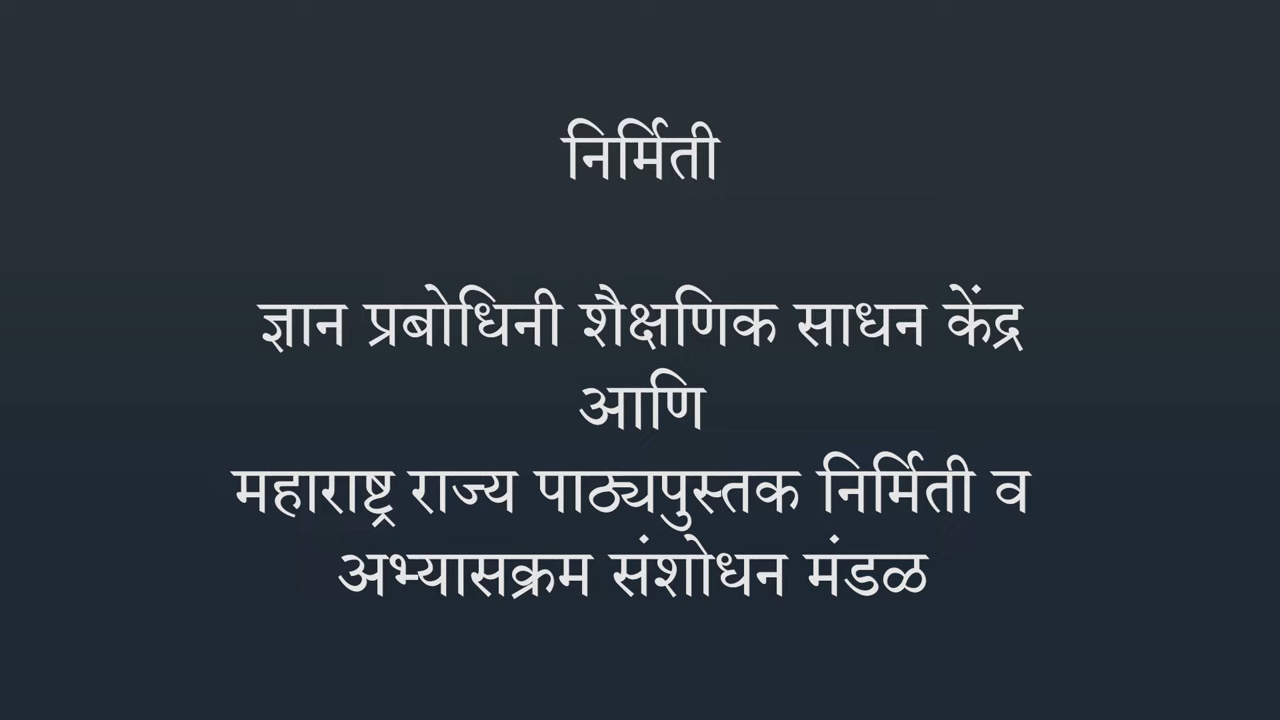 निर्मिती
ज्ञान प्रबोधिनी शैक्षणिक साधन केंद्र
आणि
महाराष्ट्र राज्य पाठ्यपुस्तक निर्मिती व
अभ्यासक्रम संशोधन मंडळ